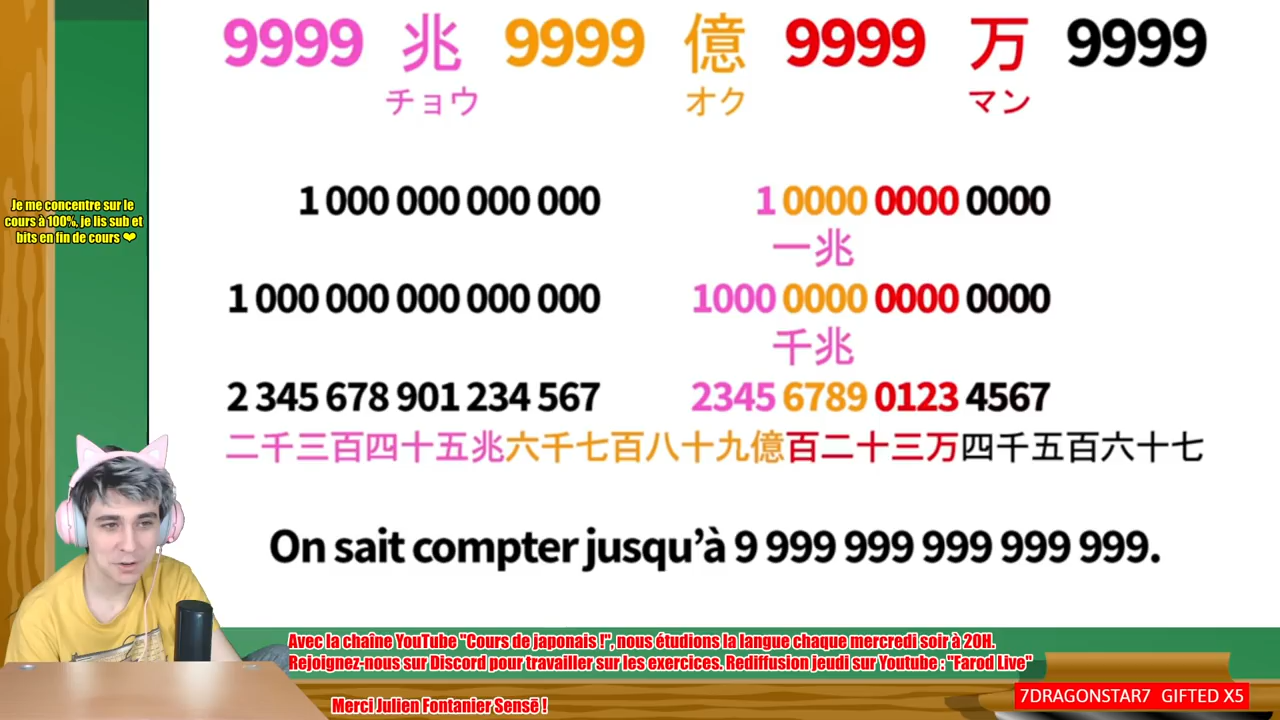 9999 兆 9999 億 9999 万 9999
チョウ オク マン
Je me concentre sur le
cours à 100%, je lis sub et
bits en fin de cours ❤
1 000 000 000 000 1 0000 0000 0000
一兆
1 000 000 000 000 000 1000 0000 0000 0000
千兆
2 345 678 901 234 567 2345 6789 0123 4567
二千三百四十五兆六千七百八十九億百二十三万四千五百六十七
On sait compter jusqu'à 9 999 999 999 999 999.
Avec la chaîne YouTube "Cours de japonais !", nous étudions la langue chaque mercredi soir à 20H.
Rejoignez-nous sur Discord pour travailler sur les exercices. Rediffusion jeudi sur Youtube : "Farod Live"
Merci Julien Fontanier Sensē !
7DRAGONSTAR7 GIFTED X5